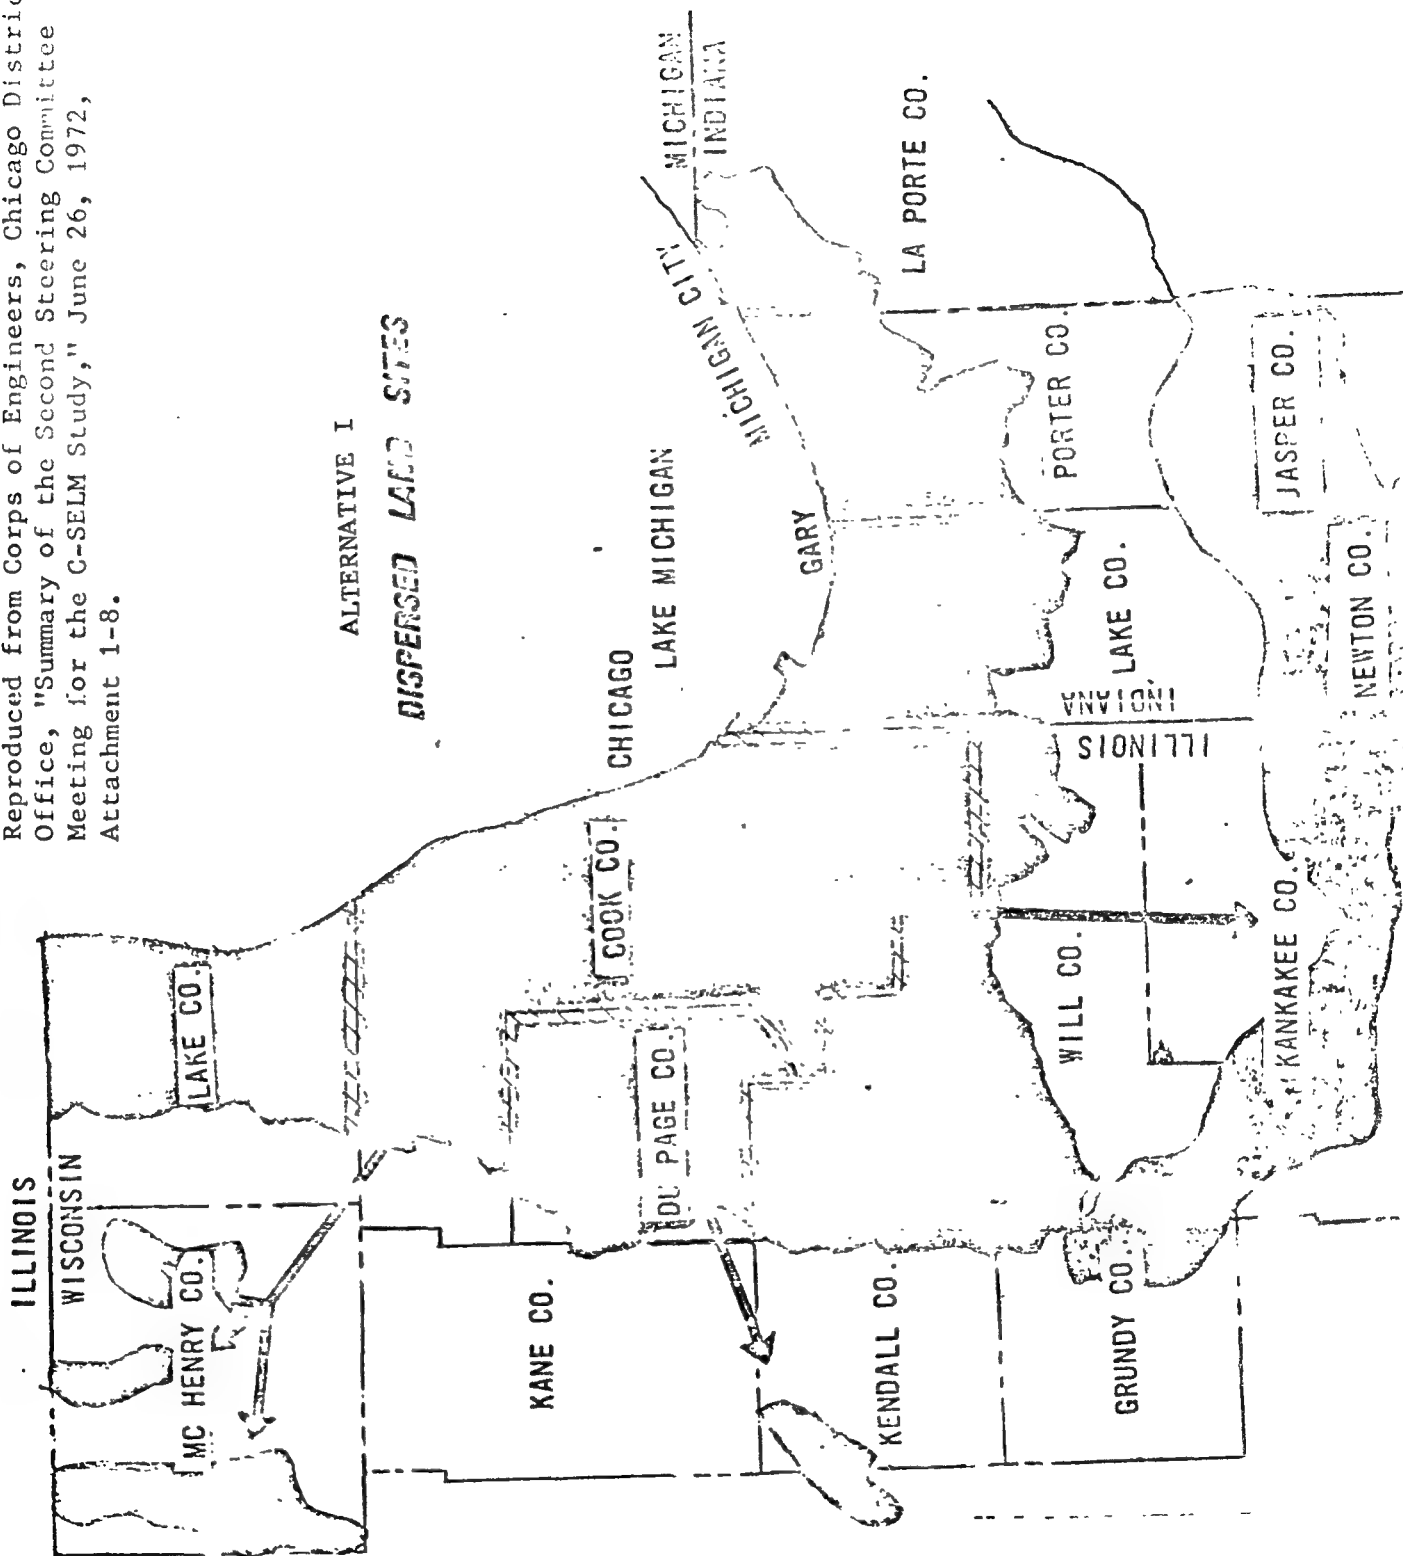 Reproduced from Corps of Engineers, Chicago Distric
Office, "Summary of the Second Steering Committee
Meeting for the C-SELM Study," June 26, 1972,
Attachment 1-8.
ALTERNATIVE I
DISPERSED LAND SITES
ILLINOIS
WISCONSIN
LAKE CO.
MC HENRY CO.
CHICAGO
LAKE MICHIGAN
COOK CO.
DU PAGE CO.
KANE CO.
MICHIGAN
INDIANA
MICHIGAN CITY
GARY
LA PORTE CO.
PORTER CO.
LAKE CO.
INDIANA
ILLINOIS
WILL CO.
KENDALL CO.
GRUNDY CO.
KANKAKEE CO.
JASPER CO.
NEWTON CO.